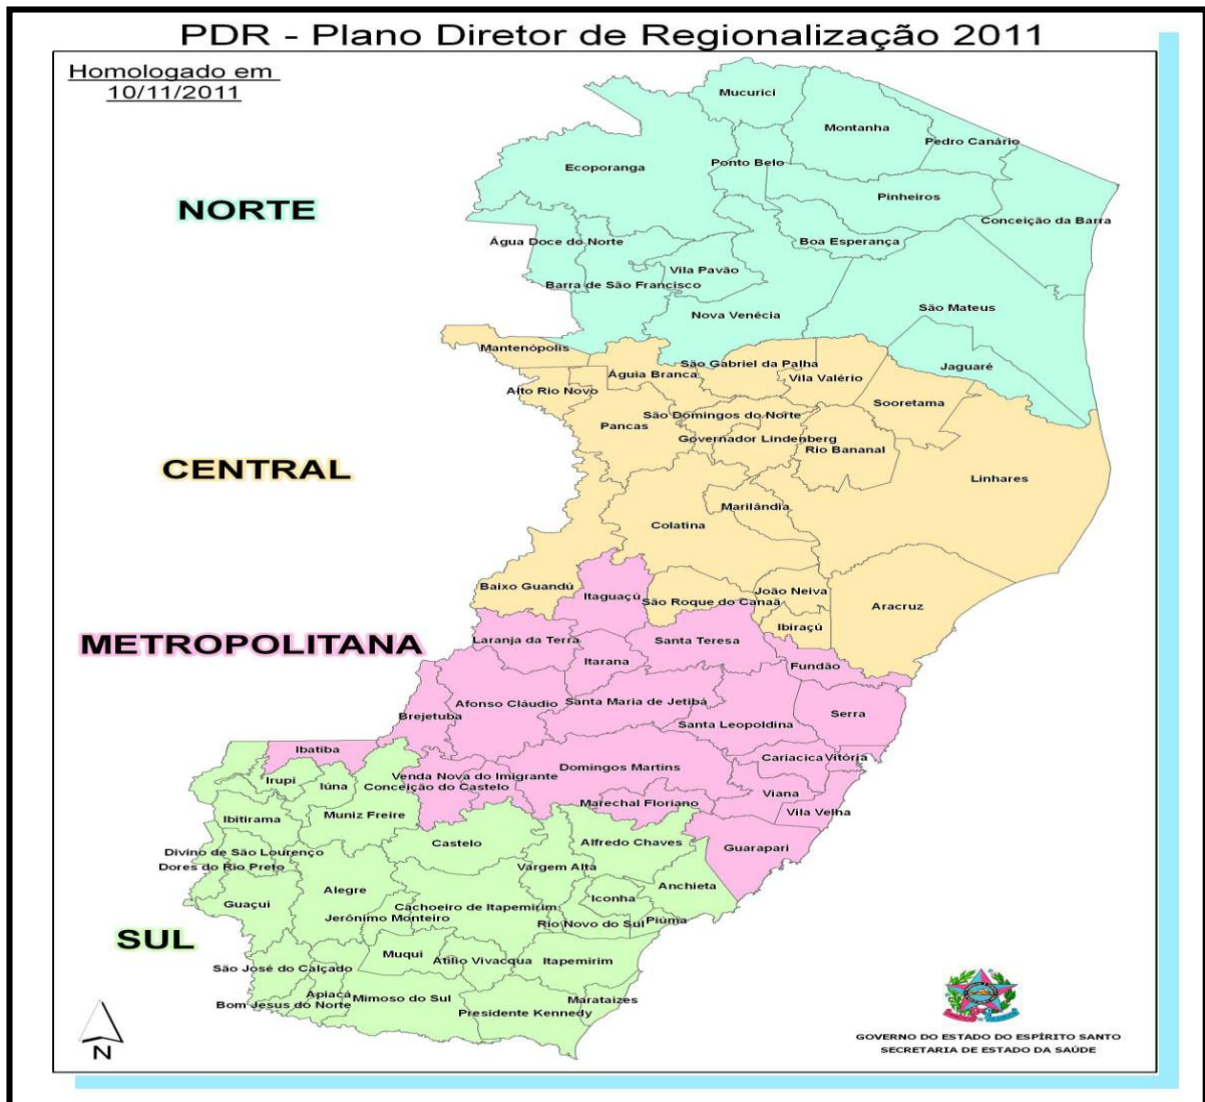 PDR - Plano Diretor de Regionalização 2011
Homologado em
10/11/2011
NORTE
Mucurici
Montanha
Pedro Canário
Ecoporanga
Ponto Belo
Pinheiros
Conceição da Barra
Água Doce do Norte
Boa Esperança
Vila Pavão
Barra de São Francisco
São Mateus
Nova Venécia
CENTRAL
Mantenópolis
São Gabriel da Palha
Jaguaré
Águia Branca
Vila Valério
Alto Rio Novo
Sooretama
São Domingos do Norte
Pancas
Governador Lindenberg
Rio Bananal
Linhares
Marilândia
Colatina
Baixo Guandú
João Neiva
Itaguaçú
São Roque do Canaã
Aracruz
Ibiraçú
METROPOLITANA
Laranja da Terra
Santa Teresa
Itarana
Fundão
Afonso Cláudio
Santa Maria de Jetibá
Brejetuba
Serra
Santa Leopoldina
Ibatiba
Cariacica
Vitória
Domingos Martins
Venda Nova do Imigrante
Irupi
Iúna
Conceição do Castelo
Viana
Marechal Floriano
Vila Velha
Ibitirama
Muniz Freire
Castelo
Alfredo Chaves
Guarapari
Divino de São Lourenço
Dores do Rio Preto
Vargem Alta
Alegre
Anchieta
Iconha
Guaçui
Cachoeiro de Itapemirim
Jerônimo Monteiro
Rio Novo do Sul
Piúma
SUL
Muqui
Atilio Vivacqua
Itapemirim
São José do Calçado
Apiacá
Mimoso do Sul
Bom Jesus do Norte
Marataizes
Presidente Kennedy
N
GOVERNO DO ESTADO DO ESPÍRITO SANTO
SECRETARIA DE ESTADO DA SAÚDE